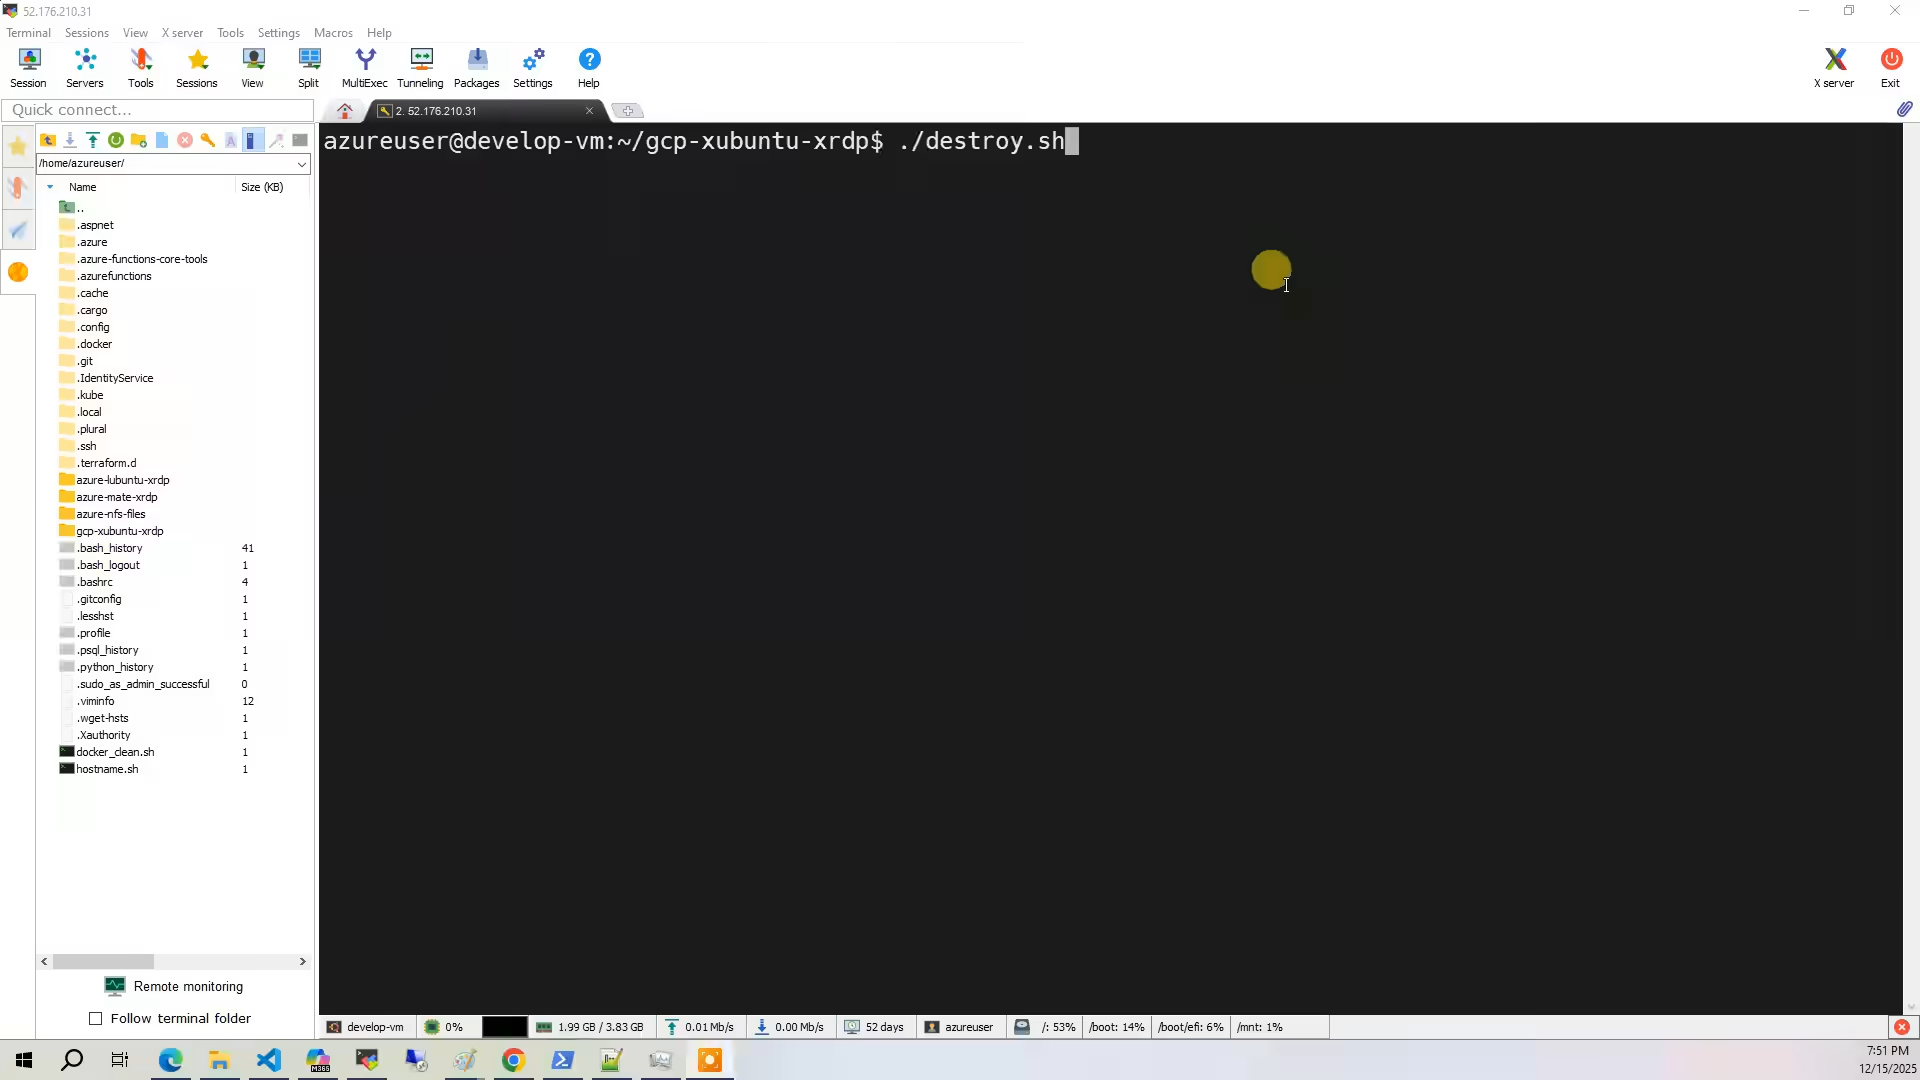 52.176.210.31
Terminal Sessions View X server Tools Settings Macros Help
Session Servers Tools Sessions View Split MultiExec Tunneling Packages Settings Help X server Exit
Quick connect...
2. 52.176.210.31
azureuser@develop-vm:~/gcp-xubuntu-xrdp$ ./destroy.sh
/home/azureuser/
Name Size (KB)
..
.aspnet
.azure
.azure-functions-core-tools
.azurefunctions
.cache
.cargo
.config
.docker
.git
.IdentityService
.kube
.local
.plural
.ssh
.terraform.d
azure-lubuntu-xrdp
azure-mate-xrdp
azure-nfs-files
gcp-xubuntu-xrdp
.bash_history 41
.bash_logout 1
.bashrc 4
.gitconfig 1
.lesshst 1
.profile 1
.psql_history 1
.python_history 1
.sudo_as_admin_successful 0
.viminfo 12
.wget-hsts 1
.Xauthority 1
docker_clean.sh 1
hostname.sh 1
Remote monitoring
Follow terminal folder
develop-vm 0% 1.99 GB / 3.83 GB 0.01 Mb/s 0.00 Mb/s 52 days azureuser /: 53% /boot: 14% /boot/efi: 6% /mnt: 1%
M365
7:51 PM
12/15/2025